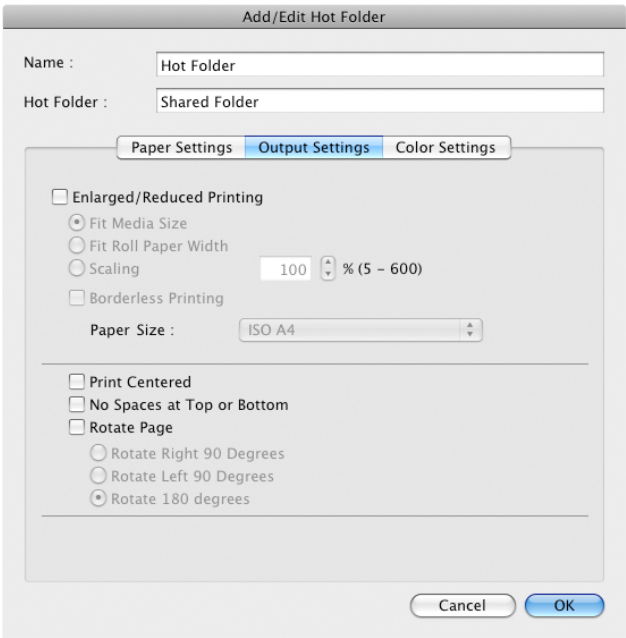 Add/Edit Hot Folder
Name : Hot Folder
Hot Folder : Shared Folder
Paper Settings Output Settings Color Settings
Enlarged/Reduced Printing
Fit Media Size
Fit Roll Paper Width
Scaling 100 % (5 – 600)
Borderless Printing
Paper Size : ISO A4
Print Centered
No Spaces at Top or Bottom
Rotate Page
Rotate Right 90 Degrees
Rotate Left 90 Degrees
Rotate 180 degrees
Cancel OK